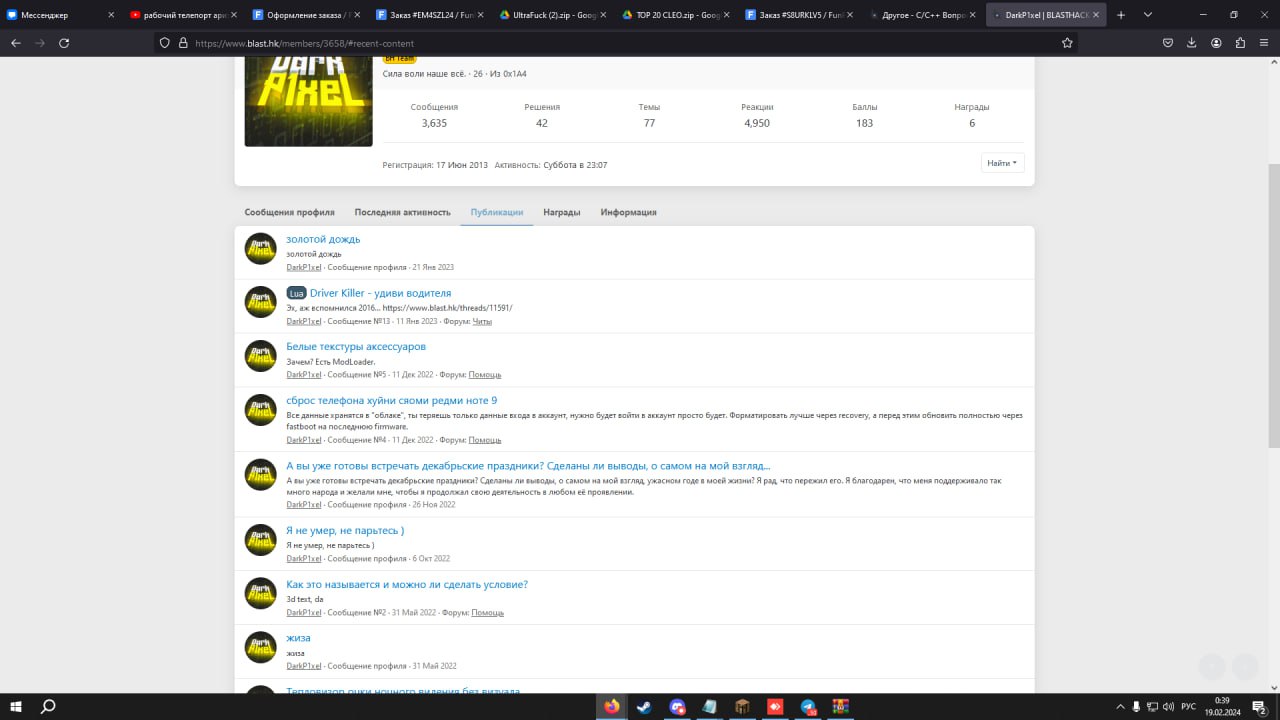 Se
Messeng
рабочий телепорт ариз
Оформление заказа /
Заказ #EM4SZL24 / Funl
UltraFuck (2).zip - Goog
TOP 20 CLEO.zip - Goog
Заказ #S8URKLVS / Funl
Другое - C/C++ Вопро
DarkP1xel | BLASTHACK
https://www.blast.hk/members/3658/#recent-content
Dark P1xeL
BH Team
Сила воли наше всё. · 26 · Из 0x1A4
Сообщения Решения Темы Реакции Баллы Награды
3,635 42 77 4,950 183 6
Регистрация: 17 Июн 2013 Активность: Суббота в 23:07
Найти
Сообщения профиля Последняя активность Публикации Награды Информация
золотой дождь
золотой дождь
DarkP1xel · Сообщение профиля · 21 Янв 2023
Lua Driver Killer - удиви водителя
Эх, аж вспомнился 2016... https://www.blast.hk/threads/11591/
DarkP1xel · Сообщение №13 · 11 Янв 2023 · Форум: Читы
Белые текстуры аксессуаров
Зачем? Есть ModLoader.
DarkP1xel · Сообщение №5 · 11 Дек 2022 · Форум: Помощь
сброс телефона хуйни сяоми редми ноте 9
Все данные хранятся в "облаке", ты теряешь только данные входа в аккаунт, нужно будет войти в аккаунт просто будет. Форматировать лучше через recovery, а перед этим обновить полностью через
fastboot на последнюю firmware.
DarkP1xel · Сообщение №4 · 11 Дек 2022 · Форум: Помощь
А вы уже готовы встречать декабрьские праздники? Сделаны ли выводы, о самом на мой взгляд...
А вы уже готовы встречать декабрьские праздники? Сделаны ли выводы, о самом на мой взгляд, ужасном годе в моей жизни? Я рад, что пережил его. Я благодарен, что меня поддерживало так
много народа и желали мне, чтобы я продолжал свою деятельность в любом её проявлении.
DarkP1xel · Сообщение профиля · 26 Ноя 2022
Я не умер, не парьтесь )
Я не умер, не парьтесь )
DarkP1xel · Сообщение профиля · 6 Окт 2022
Как это называется и можно ли сделать условие?
3d text, da
DarkP1xel · Сообщение №2 · 31 Май 2022 · Форум: Помощь
жиза
жиза
DarkP1xel · Сообщение профиля · 31 Май 2022
Тепловизор очки ночного видения без визуала
РУС
0:39
19.02.2024